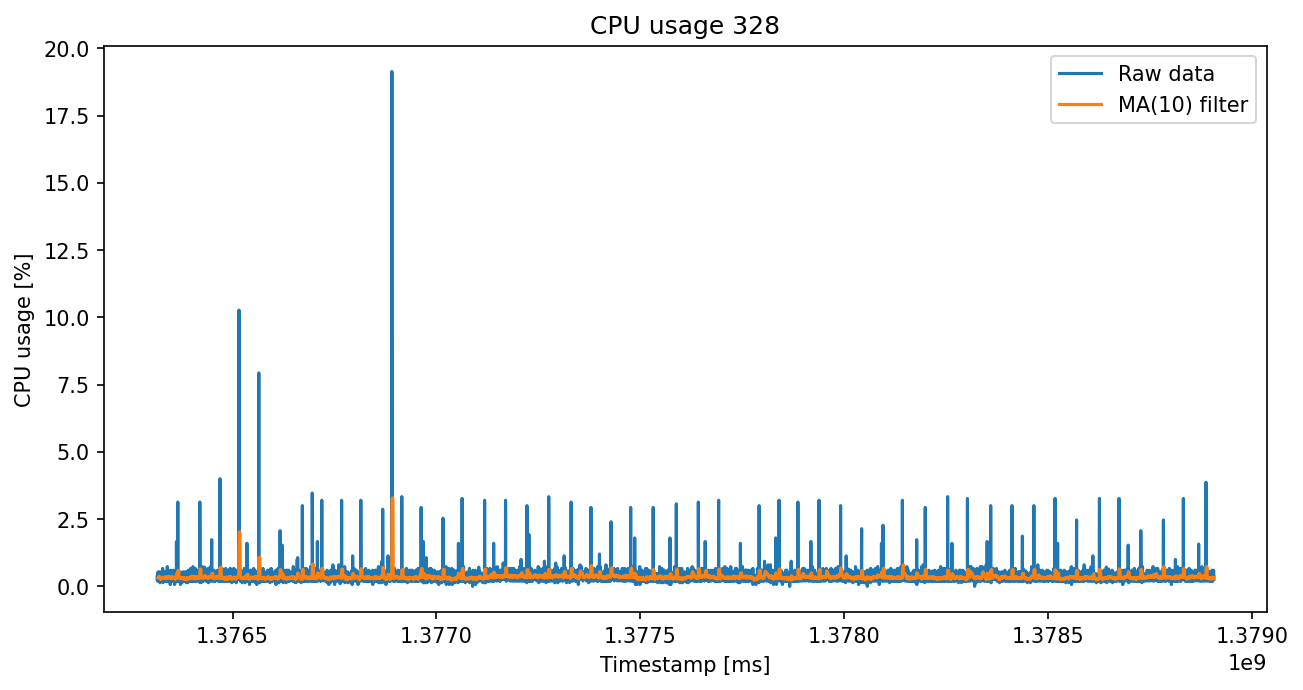 CPU usage 328
20.0
17.5
15.0
12.5
10.0
7.5
5.0
2.5
0.0
CPU usage [%]
Raw data
MA(10) filter
1.3765 1.3770 1.3775 1.3780 1.3785 1.3790
1e9
Timestamp [ms]